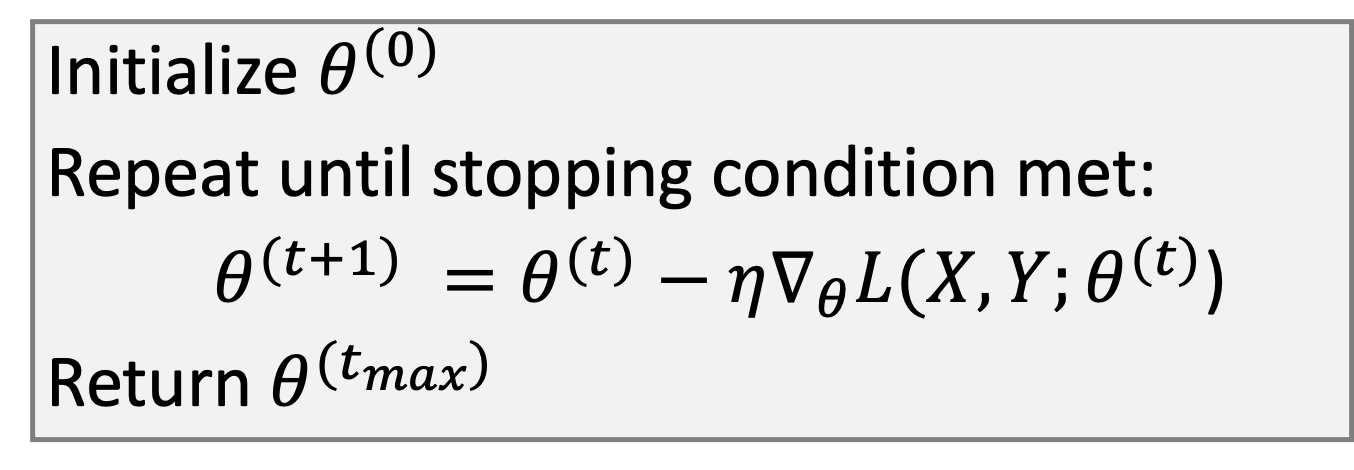 Initialize θ^(0)
Repeat until stopping condition met:
θ^(t+1) = θ^(t) − η∇_θ L(X, Y; θ^(t))
Return θ^(t_max)